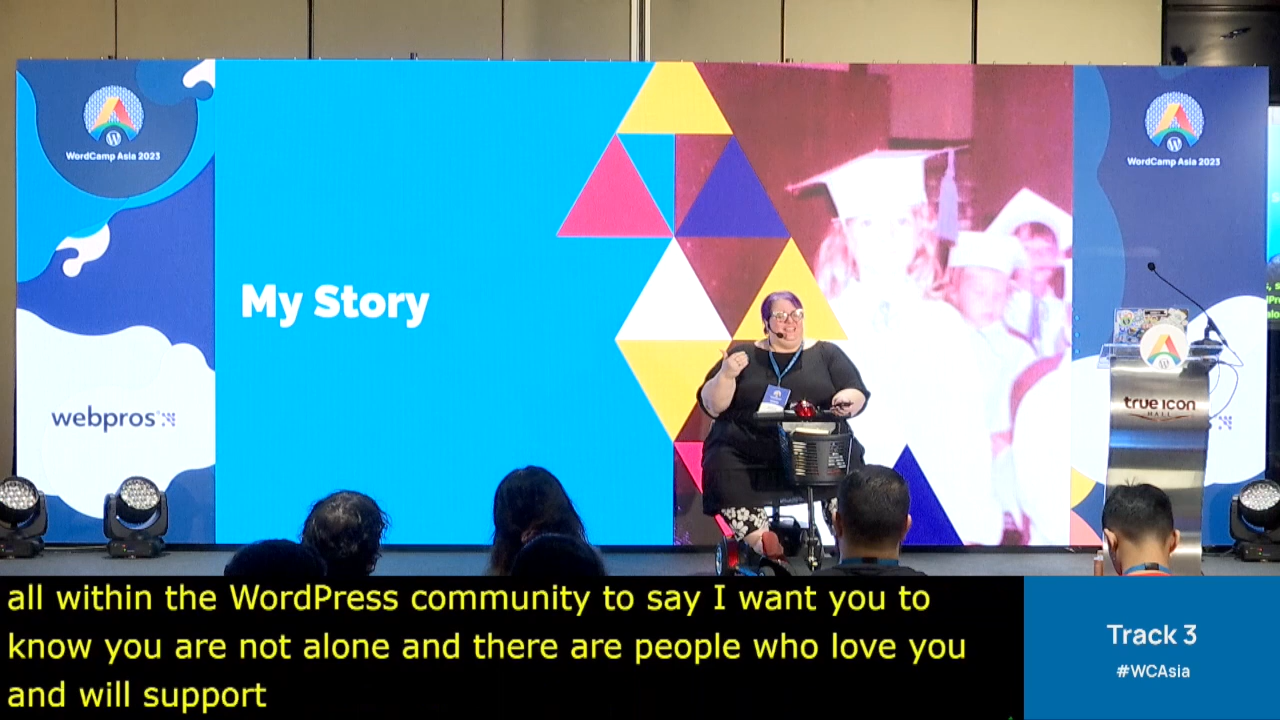 WordCamp Asia 2023
WordCamp Asia 2023
My Story
webpros
true icon
HALL
all within the WordPress community to say I want you to
know you are not alone and there are people who love you
and will support
Track 3
#WCAsia